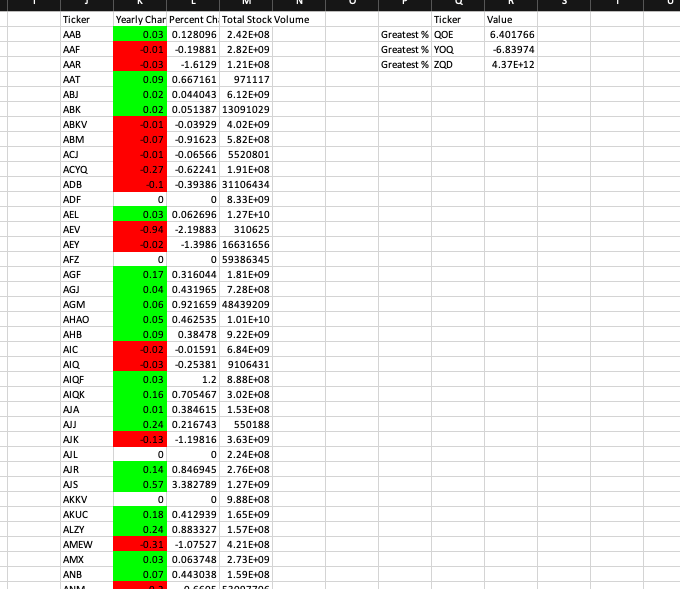 Ticker Yearly Chan Percent Ch Total Stock Volume Ticker Value
AAB 0.03 0.128096 2.42E+08 Greatest % QOE 6.401766
AAF -0.01 -0.19881 2.82E+09 Greatest % YOQ -6.83974
AAR -0.03 -1.6129 1.21E+08 Greatest % ZQD 4.37E+12
AAT 0.09 0.667161 971117
ABJ 0.02 0.044043 6.12E+09
ABK 0.02 0.051387 13091029
ABKV -0.01 -0.03929 4.02E+09
ABM -0.07 -0.91623 5.82E+08
ACJ -0.01 -0.06566 5520801
ACYQ -0.27 -0.62241 1.91E+08
ADB -0.1 -0.39386 31106434
ADF 0 0 8.33E+09
AEL 0.03 0.062696 1.27E+10
AEV -0.94 -2.19883 310625
AEY -0.02 -1.3986 16631656
AFZ 0 0 59386345
AGF 0.17 0.316044 1.81E+09
AGJ 0.04 0.431965 7.28E+08
AGM 0.06 0.921659 48439209
AHAO 0.05 0.462535 1.01E+10
AHB 0.09 0.38478 9.22E+09
AIC -0.02 -0.01591 6.84E+09
AIQ -0.03 -0.25381 9106431
AIQF 0.03 1.2 8.88E+08
AIQK 0.16 0.705467 3.02E+08
AJA 0.01 0.384615 1.53E+08
AJJ 0.24 0.216743 550188
AJK -0.13 -1.19816 3.63E+09
AJL 0 0 2.24E+08
AJR 0.14 0.846945 2.76E+08
AJS 0.57 3.382789 1.27E+09
AKKV 0 0 9.88E+08
AKUC 0.18 0.412939 1.65E+09
ALZY 0.24 0.883327 1.57E+08
AMEW -0.31 -1.07527 4.21E+08
AMX 0.03 0.063748 2.73E+09
ANB 0.07 0.443038 1.59E+08